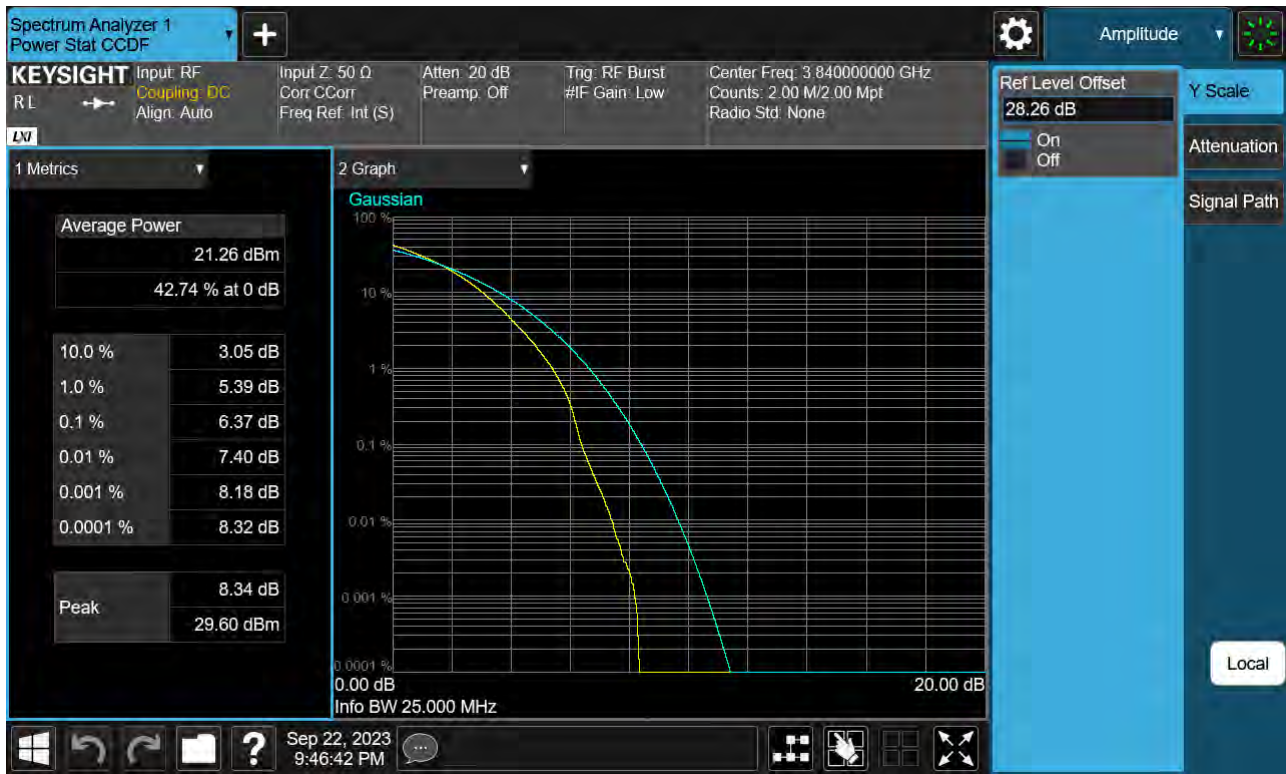 Spectrum Analyzer 1
Power Stat CCDF
+
Amplitude
KEYSIGHT
RL
LXI
Input: RF
Coupling: DC
Align: Auto
Input Z: 50 Ω
Corr CCorr
Freq Ref: Int (S)
Atten: 20 dB
Preamp: Off
Trig: RF Burst
#IF Gain: Low
Center Freq: 3.840000000 GHz
Counts: 2.00 M/2.00 Mpt
Radio Std: None
Ref Level Offset
28.26 dB
On
Off
Y Scale
Attenuation
Signal Path
Local
1 Metrics
Average Power
21.26 dBm
42.74 % at 0 dB
10.0 % 3.05 dB
1.0 % 5.39 dB
0.1 % 6.37 dB
0.01 % 7.40 dB
0.001 % 8.18 dB
0.0001 % 8.32 dB
Peak
8.34 dB
29.60 dBm
2 Graph
Gaussian
100 %
10 %
1 %
0.1 %
0.01 %
0.001 %
0.0001 %
0.00 dB 20.00 dB
Info BW 25.000 MHz
?
Sep 22, 2023
9:46:42 PM